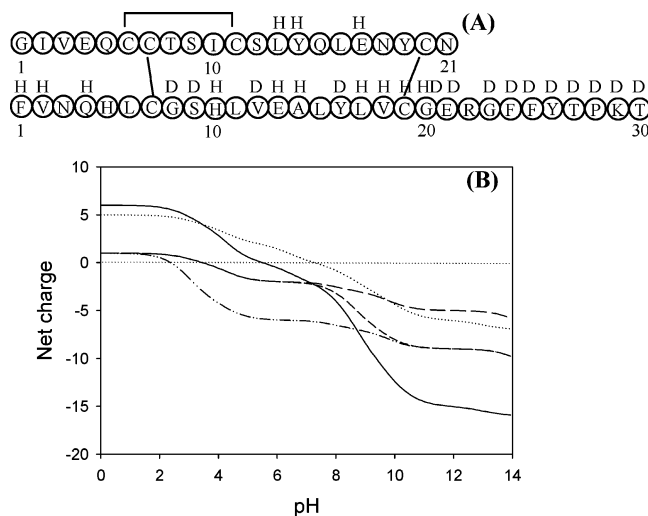 H H H (A)
G I V E Q C C T S I C S L Y Q L E N Y C N
1 10 21
H H H D D H D H H D H H H H H D D D D D D D D D D
F V N Q H L C G S H L V E A L Y L V C G E R G F F Y T P K T
1 10 20 30
(B)
10
5
0
-5
-10
-15
-20
Net charge
0 2 4 6 8 10 12 14
pH